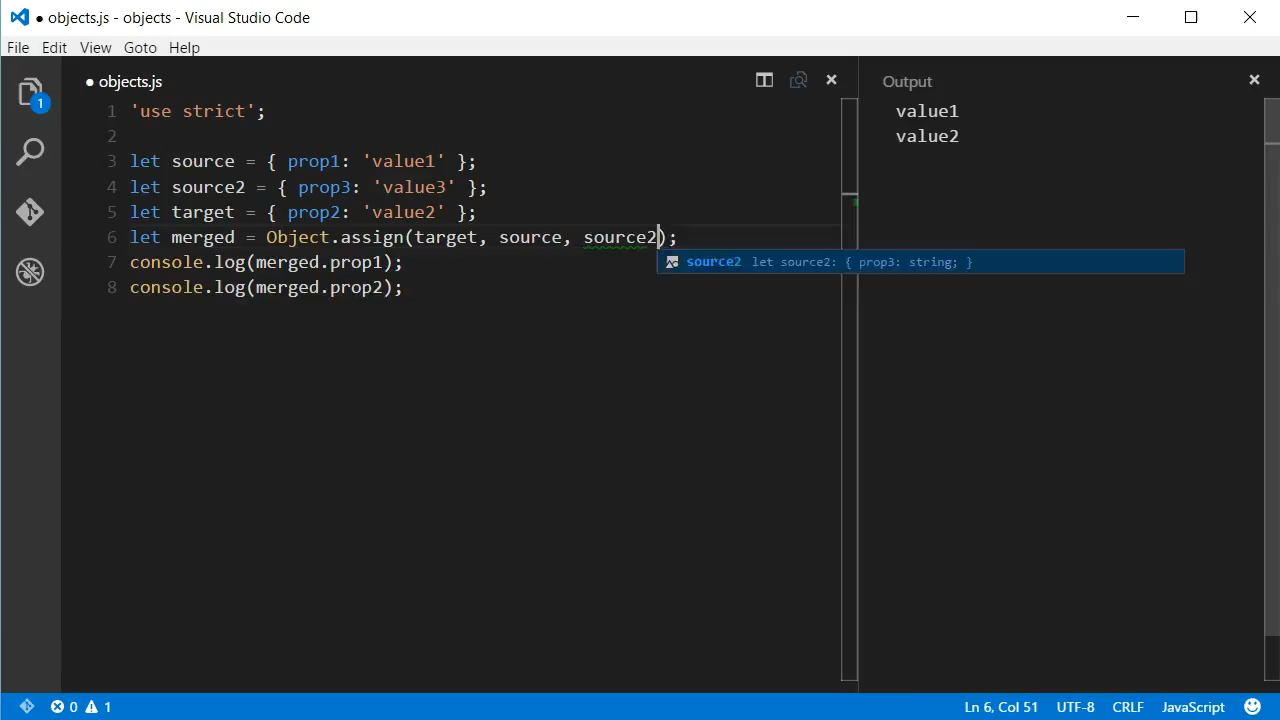 ● objects.js - objects - Visual Studio Code
File Edit View Goto Help
1
● objects.js
1 'use strict';
2
3 let source = { prop1: 'value1' };
4 let source2 = { prop3: 'value3' };
5 let target = { prop2: 'value2' };
6 let merged = Object.assign(target, source, source2);
source2 let source2: { prop3: string; }
7 console.log(merged.prop1);
8 console.log(merged.prop2);
Output
value1
value2
0 1 Ln 6, Col 51 UTF-8 CRLF JavaScript